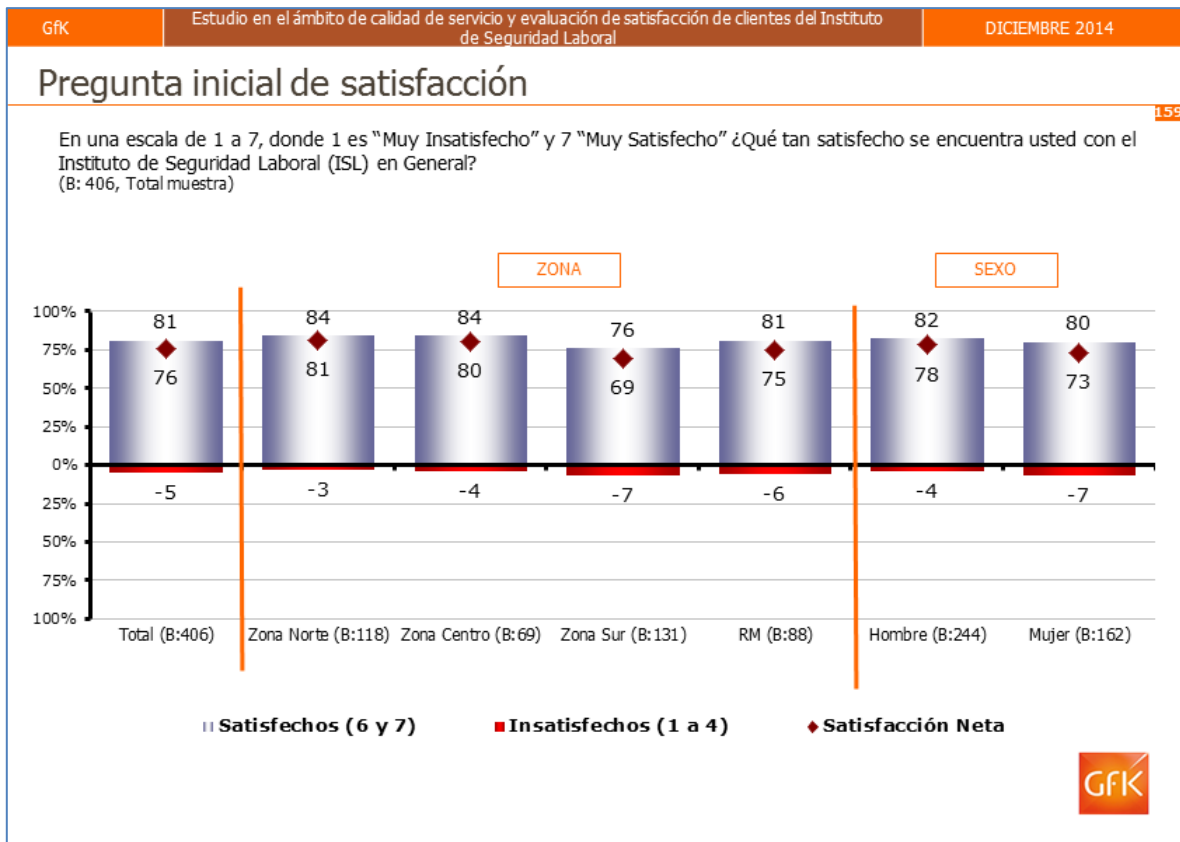 GfK
Estudio en el ámbito de calidad de servicio y evaluación de satisfacción de clientes del Instituto
de Seguridad Laboral
DICIEMBRE 2014
Pregunta inicial de satisfacción
159
En una escala de 1 a 7, donde 1 es “Muy Insatisfecho” y 7 “Muy Satisfecho” ¿Qué tan satisfecho se encuentra usted con el
Instituto de Seguridad Laboral (ISL) en General?
(B: 406, Total muestra)
ZONA SEXO
100%
75%
50%
25%
0%
25%
50%
75%
100%
81 84 84 76 81 82 80
76 81 80 69 75 78 73
-5 -3 -4 -7 -6 -4 -7
Total (B:406) Zona Norte (B:118) Zona Centro (B:69) Zona Sur (B:131) RM (B:88) Hombre (B:244) Mujer (B:162)
Satisfechos (6 y 7) Insatisfechos (1 a 4) Satisfacción Neta
GfK